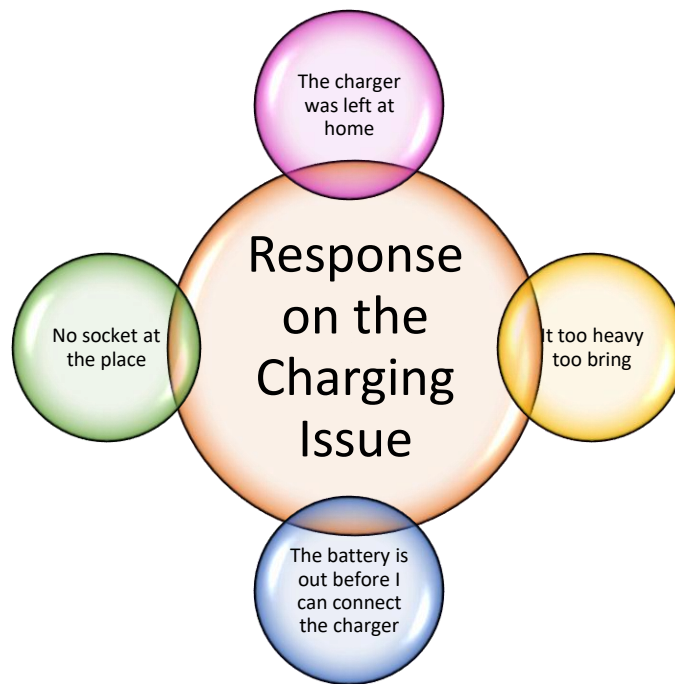 The charger
was left at
home
Response
on the
Charging
Issue
No socket at
the place
It too heavy
too bring
The battery is
out before I
can connect
the charger